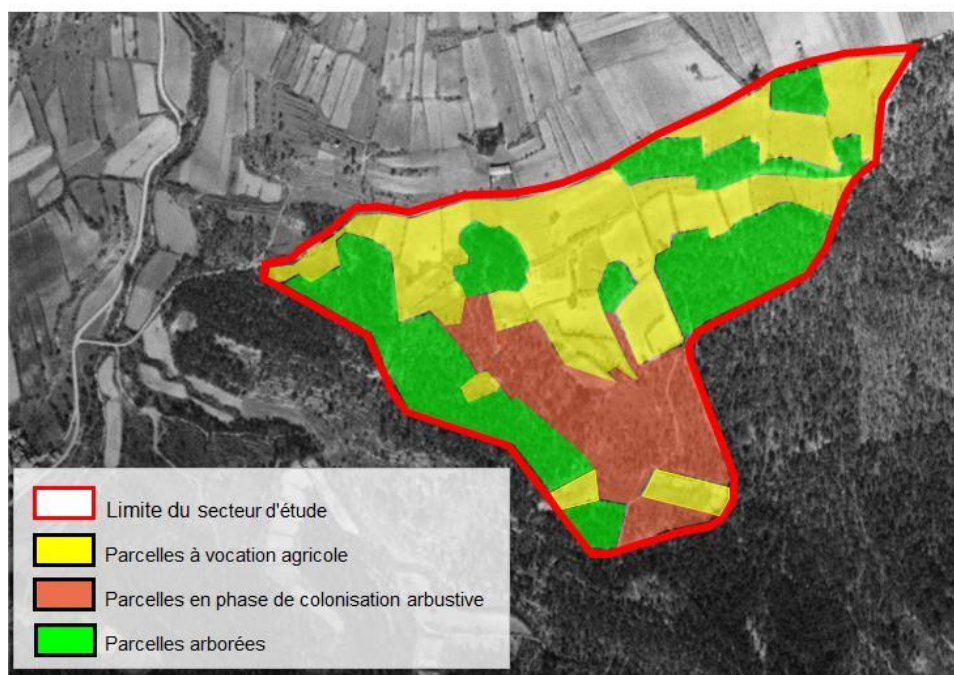 Limite du secteur d'étude
Parcelles à vocation agricole
Parcelles en phase de colonisation arbustive
Parcelles arborées